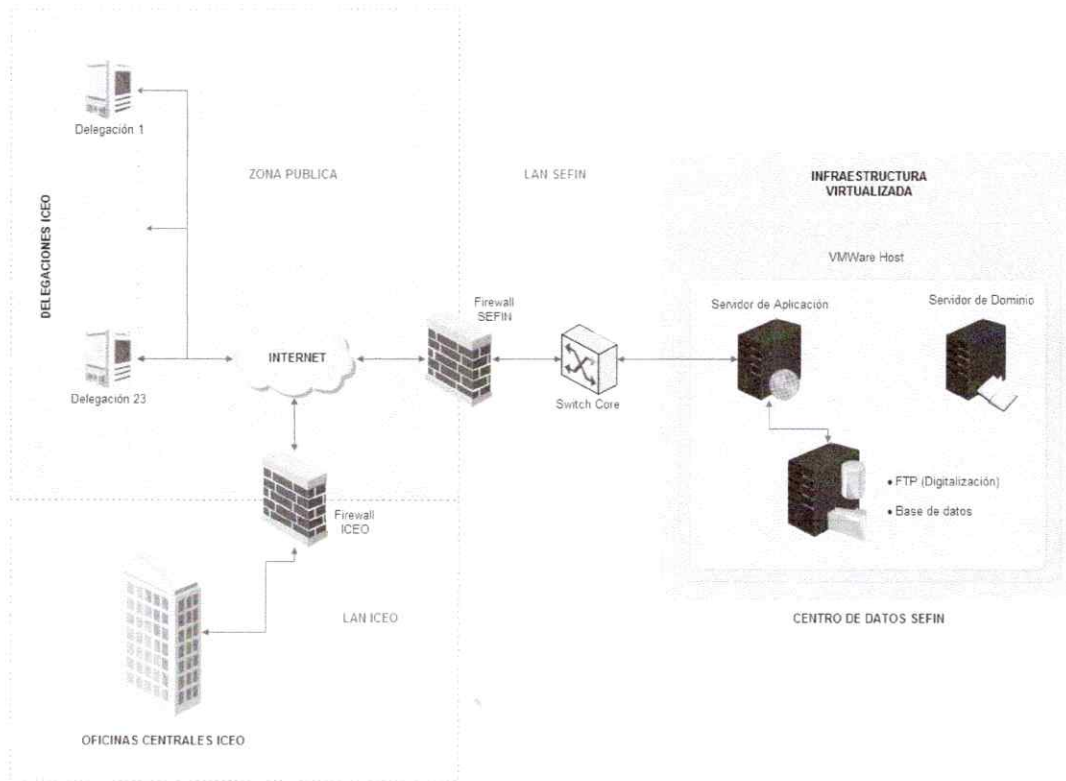 Delegación 1
DELEGACIONES ICEO
ZONA PUBLICA
LAN SEFIN
INFRAESTRUCTURA
VIRTUALIZADA
VMWare Host
Servidor de Aplicación
Servidor de Dominio
Firewall
SEFIN
INTERNET
Switch Core
Delegación 23
• FTP (Digitalización)
• Base de datos
Firewall
ICEO
LAN ICEO
CENTRO DE DATOS SEFIN
OFICINAS CENTRALES ICEO